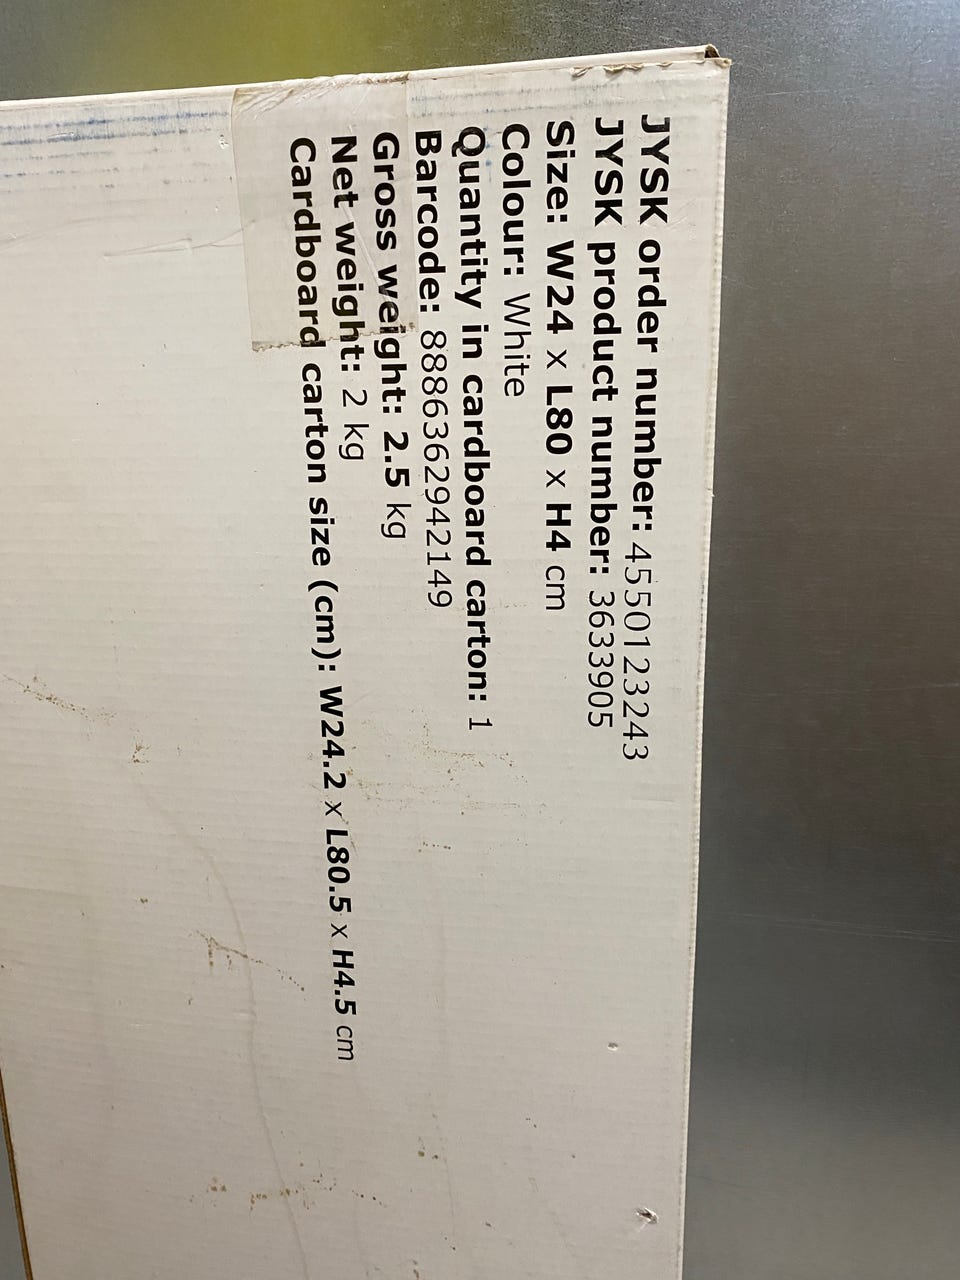 JYSK order number: 4550123243
JYSK product number: 3633905
Size: W24 x L80 x H4 cm
Colour: White
Quantity in cardboard carton: 1
Barcode: 8886362942149
Gross weight: 2.5 kg
Net weight: 2 kg
Cardboard carton size (cm): W24.2 x L80.5 x H4.5 cm